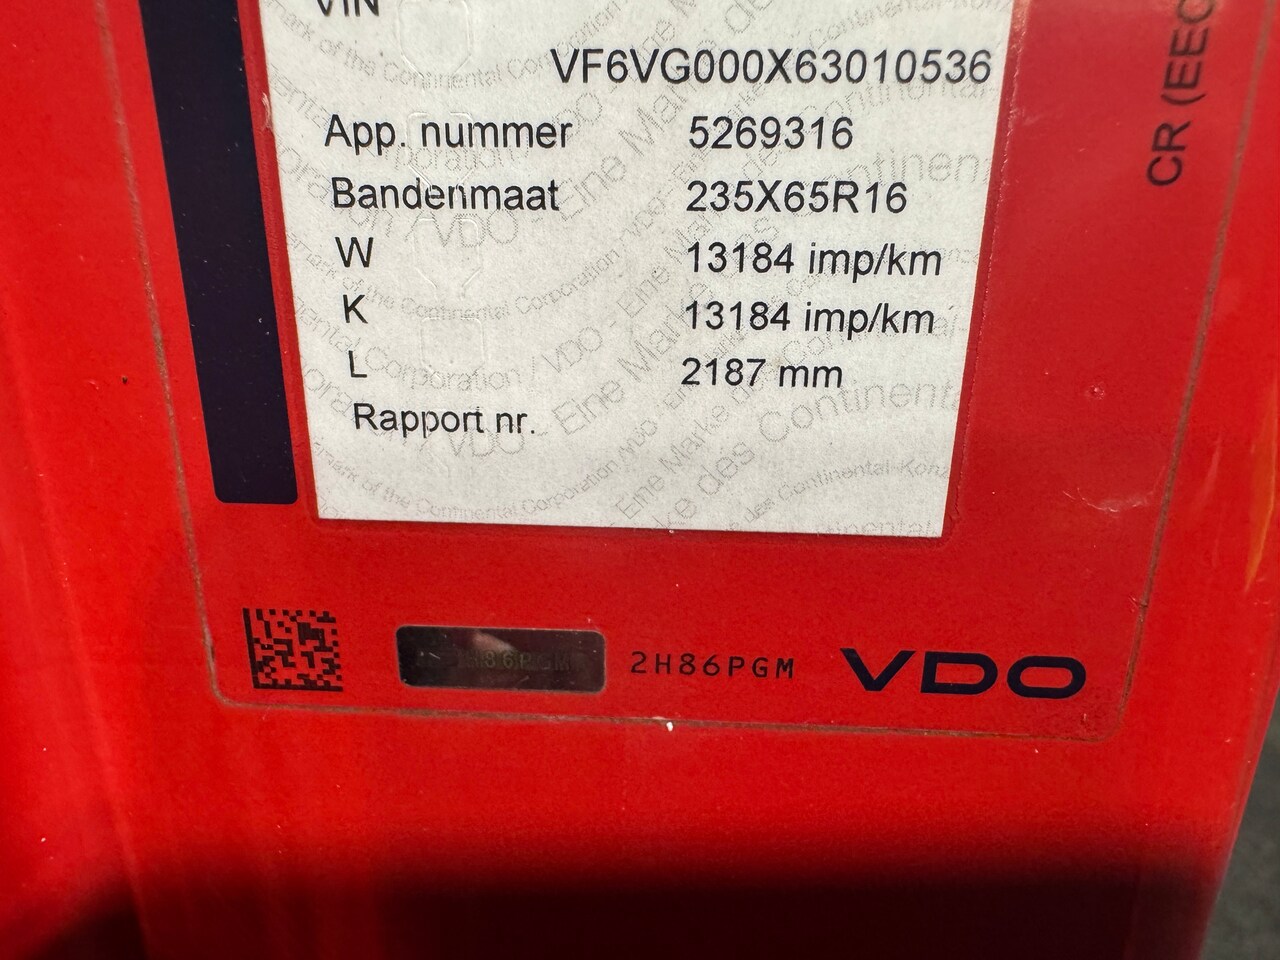 VIN
VF6VG000X63010536
App. nummer 5269316
Bandenmaat 235X65R16
W 13184 imp/km
K 13184 imp/km
L 2187 mm
Rapport nr.
CR (EEC
2H86PGM
VDO